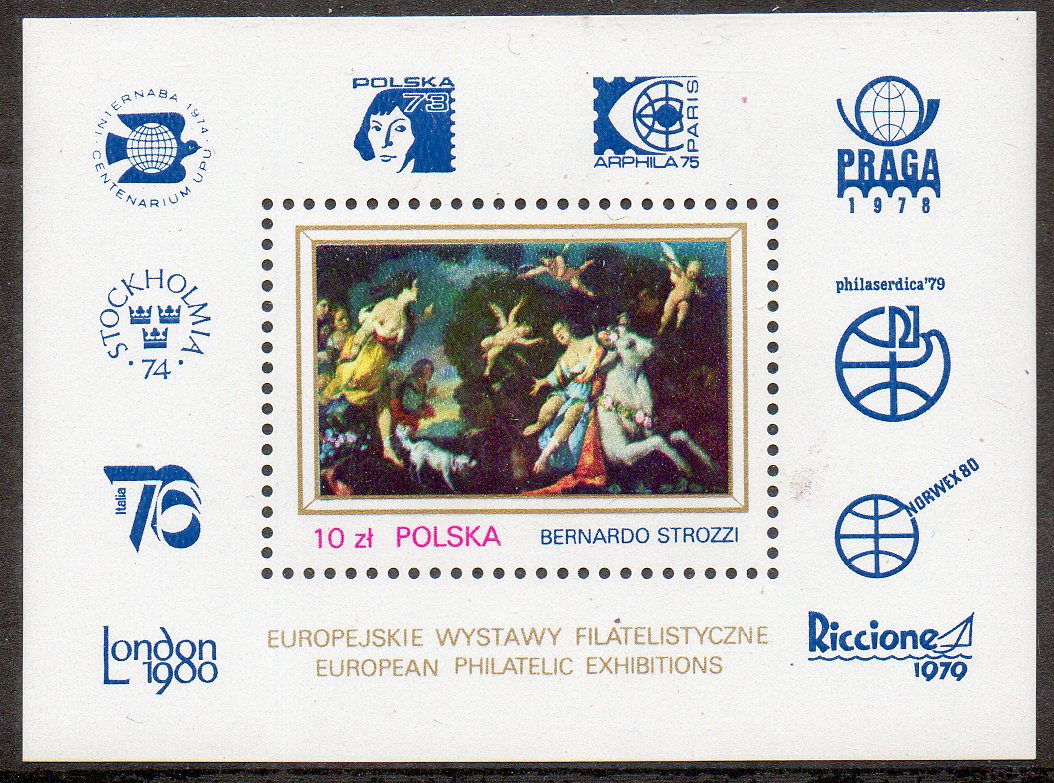 INTERNABA 1974 · CENTENARIUM UPU ·
POLSKA
73
PARIS
ARPHILA 75
PRAGA
1978
· STOCKHOLMIA ·
74
philaserdica'79
Italia
76
NORWEX 80
10 zł POLSKA BERNARDO STROZZI
London
1980
EUROPEJSKIE WYSTAWY FILATELISTYCZNE
EUROPEAN PHILATELIC EXHIBITIONS
Riccione
1979